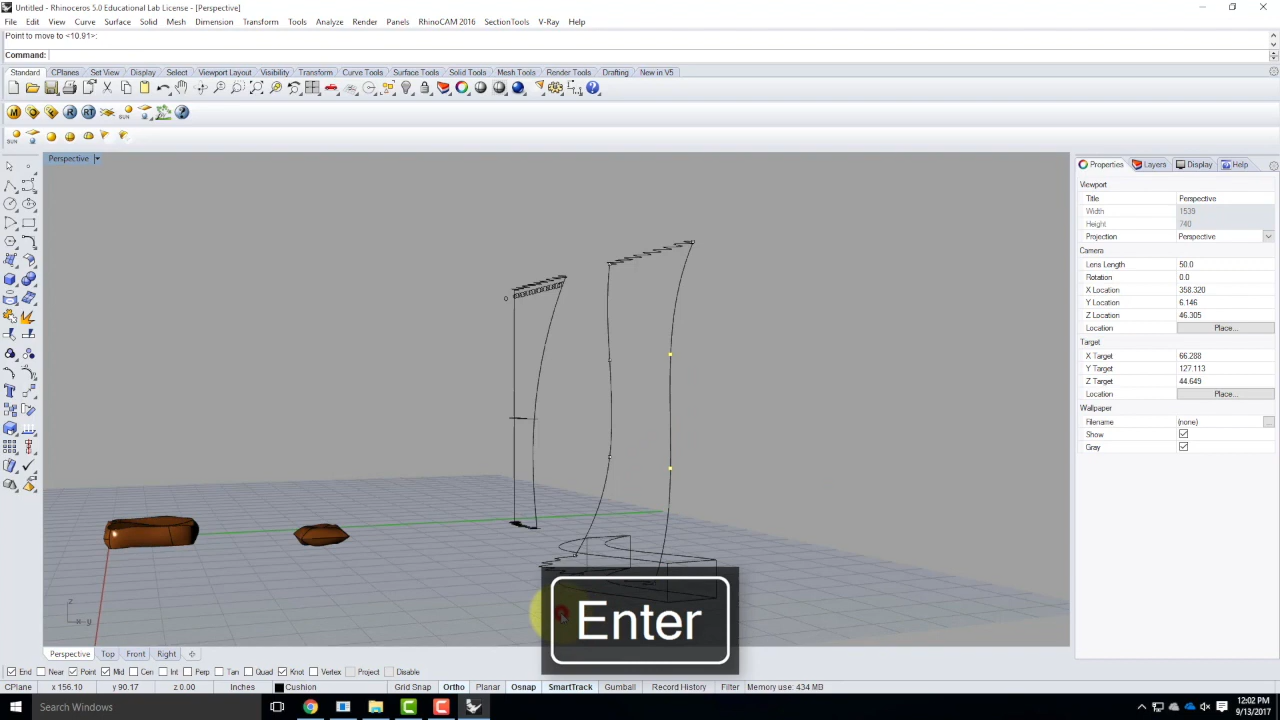 Untitled - Rhinoceros 5.0 Educational Lab License - [Perspective]
File Edit View Curve Surface Solid Mesh Dimension Transform Tools Analyze Render Panels RhinoCAM 2016 SectionTools V-Ray Help
Point to move to <10.91>:
Command:
Standard CPlanes Set View Display Select Viewport Layout Visibility Transform Curve Tools Surface Tools Solid Tools Mesh Tools Render Tools Drafting New in V5
M R RT
SUN
SUN
Perspective
Properties Layers Display Help
Viewport
Title Perspective
Width 1539
Height 740
Projection Perspective
Camera
Lens Length 50.0
Rotation 0.0
X Location 358.320
Y Location 6.146
Z Location 46.305
Location Place...
Target
X Target 66.288
Y Target 127.113
Z Target 44.649
Location Place...
Wallpaper
Filename (none)
Show
Gray
z
x y
Enter
Perspective Top Front Right
End Near Point Mid Cen Int Perp Tan Quad Knot Vertex Project Disable
CPlane x 156.10 y 90.17 z 0.00 Inches Cushion Grid Snap Ortho Planar Osnap SmartTrack Gumball Record History Filter Memory use: 434 MB
Search Windows
12:02 PM
9/13/2017